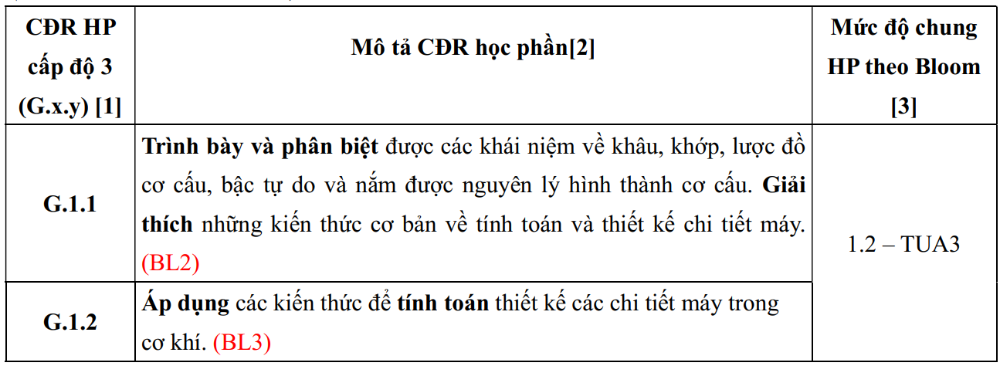 CĐR HP
cấp độ 3
(G.x.y) [1]
Mô tả CĐR học phần[2]
Mức độ chung
HP theo Bloom
[3]
G.1.1
Trình bày và phân biệt được các khái niệm về khâu, khớp, lược đồ
cơ cấu, bậc tự do và nắm được nguyên lý hình thành cơ cấu. Giải
thích những kiến thức cơ bản về tính toán và thiết kế chi tiết máy.
(BL2)
1.2 – TUA3
G.1.2
Áp dụng các kiến thức để tính toán thiết kế các chi tiết máy trong
cơ khí. (BL3)